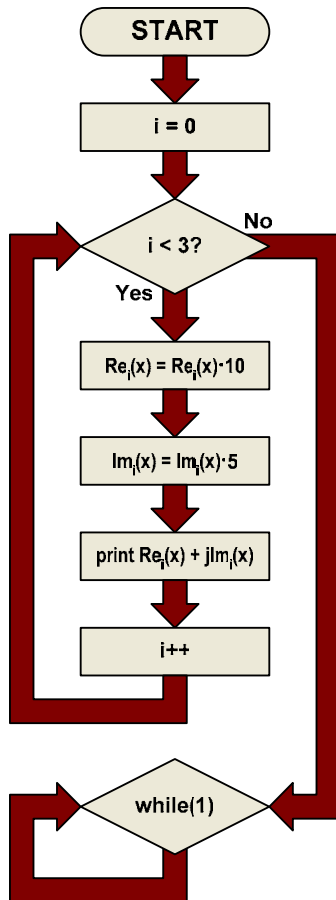 START
i = 0
i < 3?
No
Yes
Reᵢ(x) = Reᵢ(x)·10
Imᵢ(x) = Imᵢ(x)·5
print Reᵢ(x) + jImᵢ(x)
i++
while(1)